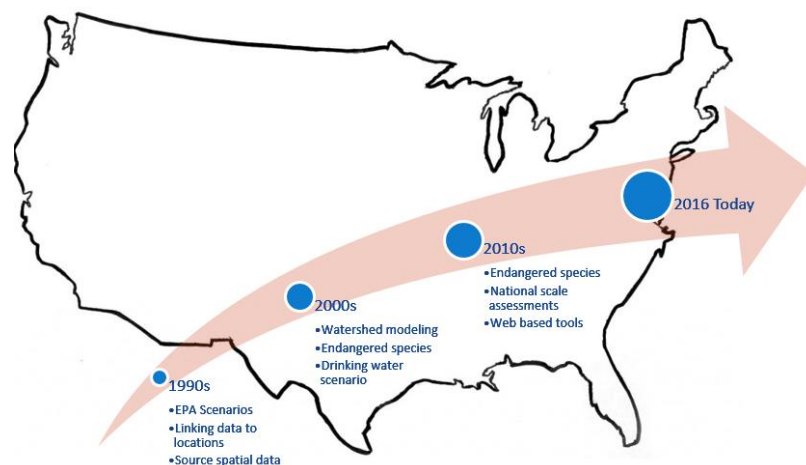 1990s
•EPA Scenarios
•Linking data to
locations
•Source spatial data
2000s
•Watershed modeling
•Endangered species
•Drinking water
scenario
2010s
•Endangered species
•National scale
assessments
•Web based tools
2016 Today